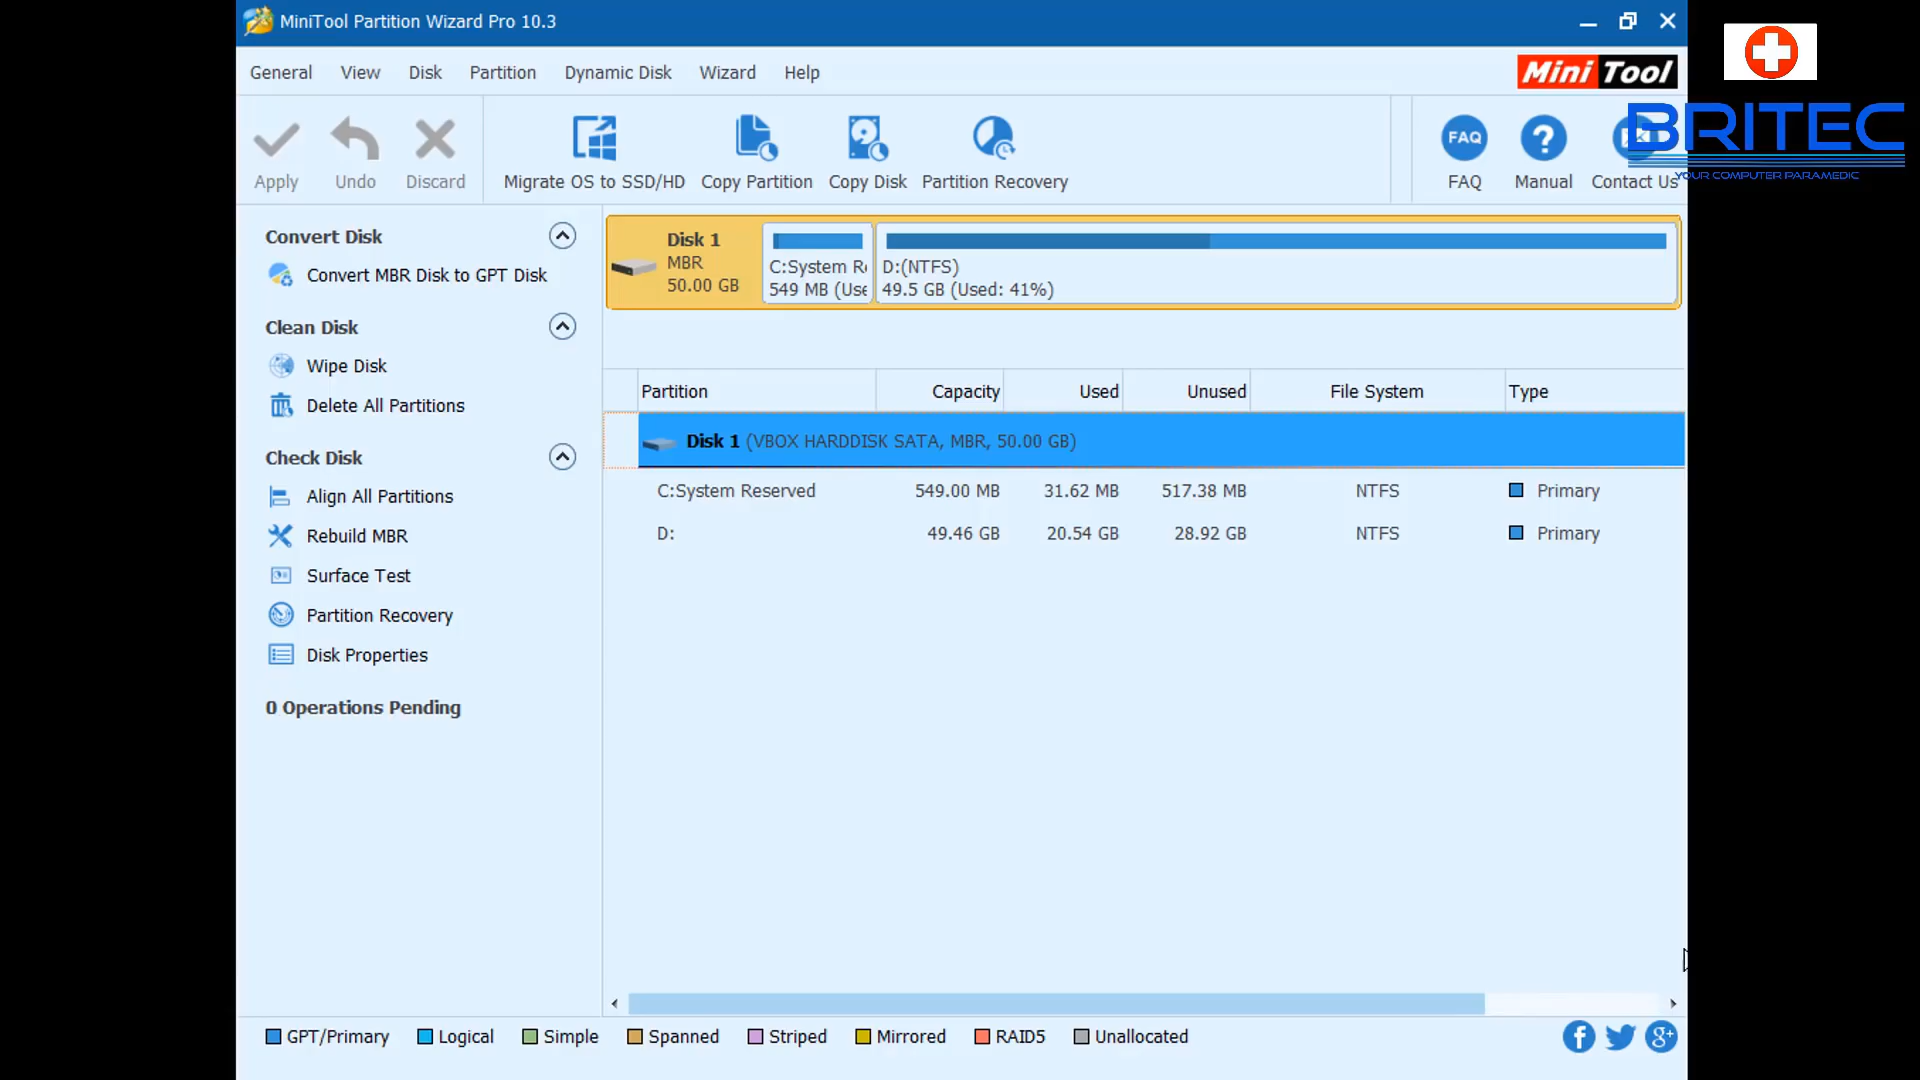 MiniTool Partition Wizard Pro 10.3
General View Disk Partition Dynamic Disk Wizard Help
Mini Tool
BRITEC
YOUR COMPUTER PARAMEDIC
Apply Undo Discard Migrate OS to SSD/HD Copy Partition Copy Disk Partition Recovery FAQ FAQ Manual Contact Us
Convert Disk
Convert MBR Disk to GPT Disk
Clean Disk
Wipe Disk
Delete All Partitions
Check Disk
Align All Partitions
Rebuild MBR
Surface Test
Partition Recovery
Disk Properties
0 Operations Pending
Disk 1
MBR
50.00 GB
C:System Re
549 MB (Use
D:(NTFS)
49.5 GB (Used: 41%)
Partition Capacity Used Unused File System Type
Disk 1 (VBOX HARDDISK SATA, MBR, 50.00 GB)
C:System Reserved 549.00 MB 31.62 MB 517.38 MB NTFS Primary
D: 49.46 GB 20.54 GB 28.92 GB NTFS Primary
GPT/Primary Logical Simple Spanned Striped Mirrored RAID5 Unallocated